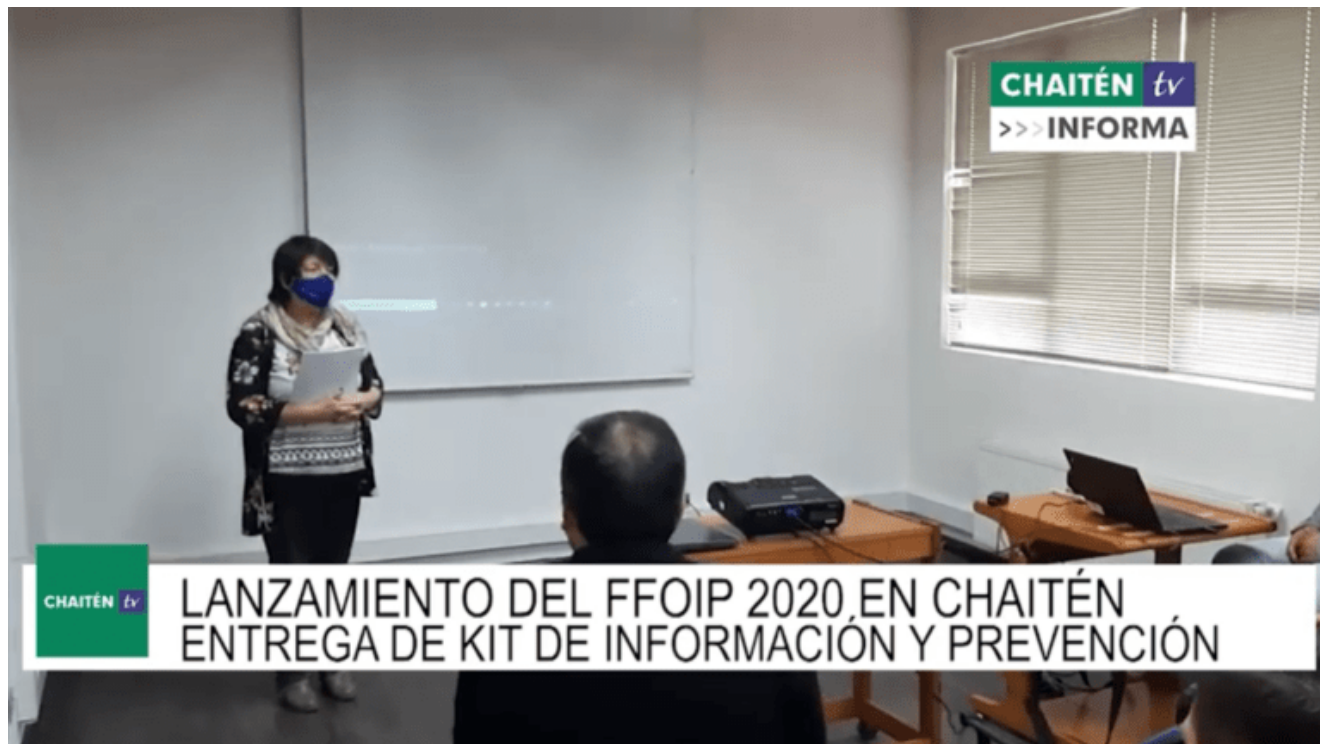 CHAITÉN tv
>>>INFORMA
CHAITÉN tv
LANZAMIENTO DEL FFOIP 2020 EN CHAITÉN
ENTREGA DE KIT DE INFORMACIÓN Y PREVENCIÓN